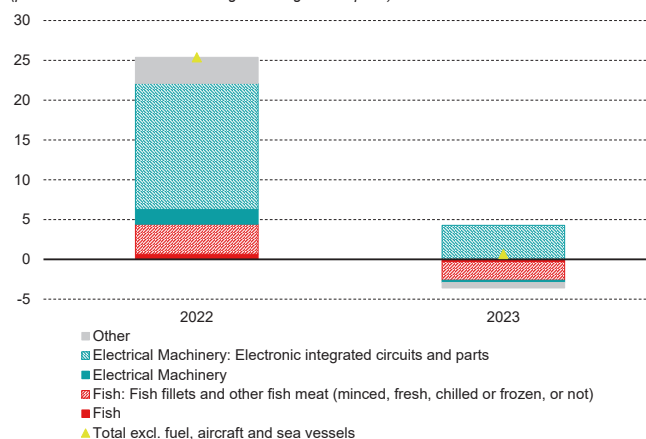 30
25
20
15
10
5
0
-5
2022
2023
Other
Electrical Machinery: Electronic integrated circuits and parts
Electrical Machinery
Fish: Fish fillets and other fish meat (minced, fresh, chilled or frozen, or not)
Fish
Total excl. fuel, aircraft and sea vessels